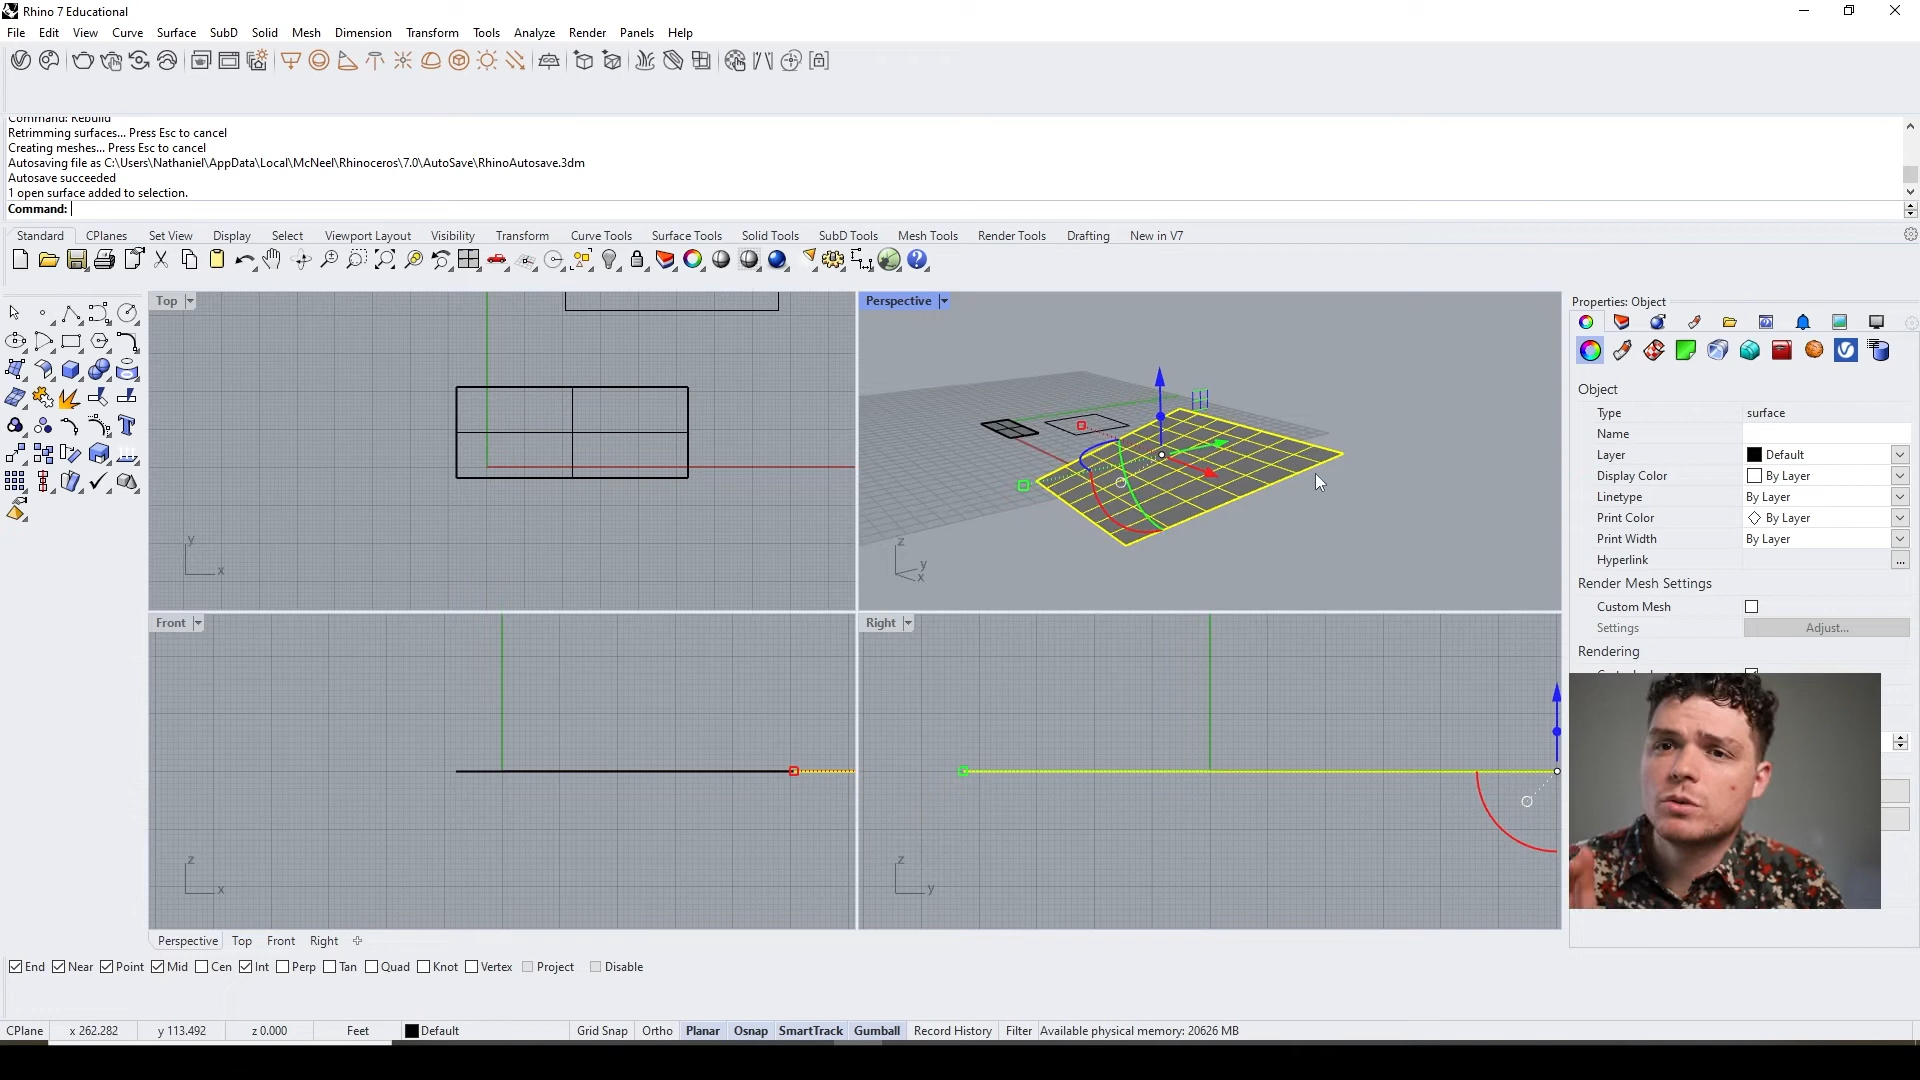 Rhino 7 Educational
File Edit View Curve Surface SubD Solid Mesh Dimension Transform Tools Analyze Render Panels Help
Command: Rebuild
Retrimming surfaces... Press Esc to cancel
Creating meshes... Press Esc to cancel
Autosaving file as C:\Users\Nathaniel\AppData\Local\McNeel\Rhinoceros\7.0\AutoSave\RhinoAutosave.3dm
Autosave succeeded
1 open surface added to selection.
Command:
Standard CPlanes Set View Display Select Viewport Layout Visibility Transform Curve Tools Surface Tools Solid Tools SubD Tools Mesh Tools Render Tools Drafting New in V7
Top
y
x
Perspective
z
y
x
Front
z
x
Right
z
y
Properties: Object
Object
Type surface
Name
Layer Default
Display Color By Layer
Linetype By Layer
Print Color By Layer
Print Width By Layer
Hyperlink ...
Render Mesh Settings
Custom Mesh
Settings Adjust...
Rendering
Perspective Top Front Right
End Near Point Mid Cen Int Perp Tan Quad Knot Vertex Project Disable
CPlane x 262.282 y 113.492 z 0.000 Feet Default Grid Snap Ortho Planar Osnap SmartTrack Gumball Record History Filter Available physical memory: 20626 MB